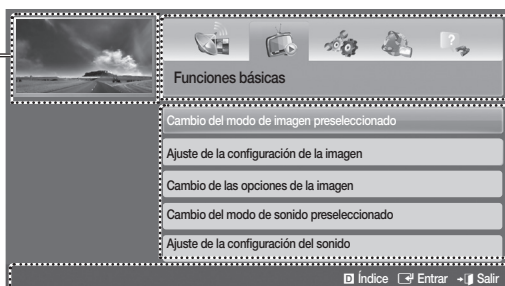 Funciones básicas
Cambio del modo de imagen preseleccionado
Ajuste de la configuración de la imagen
Cambio de las opciones de la imagen
Cambio del modo de sonido preseleccionado
Ajuste de la configuración del sonido
D Índice Entrar Salir